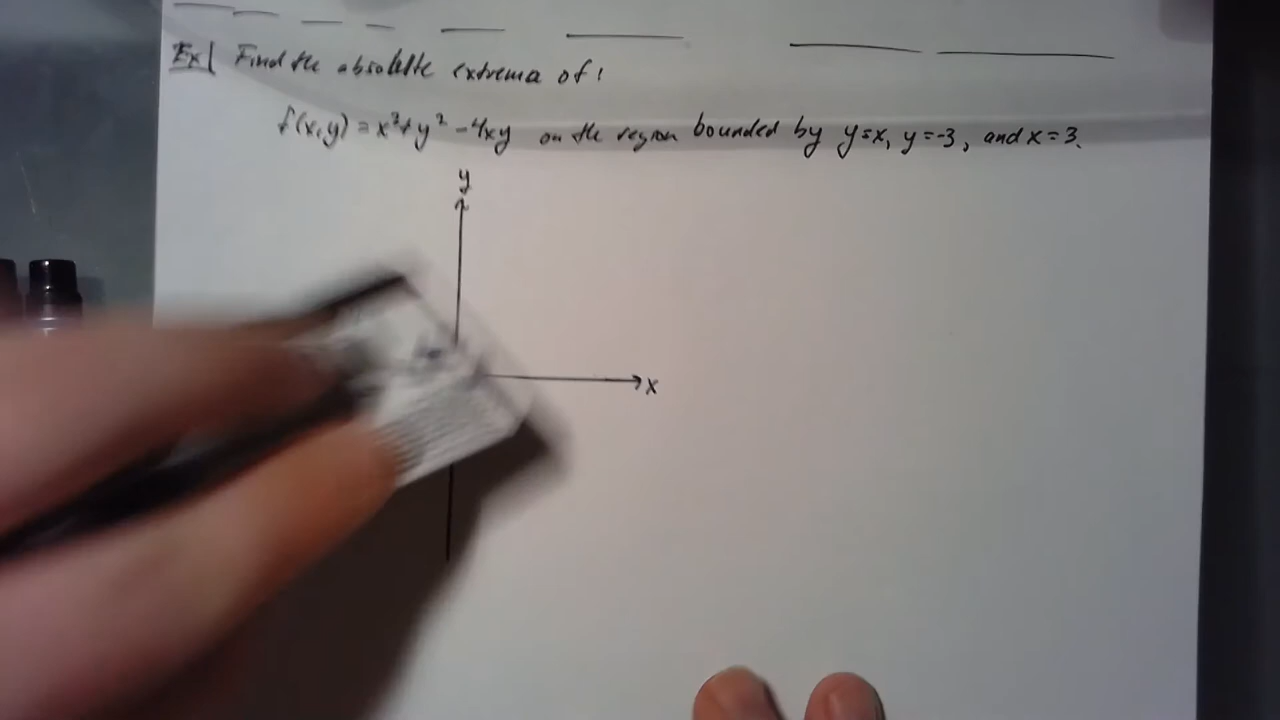 Ex| Find the absolute extrema of:
f(x,y) = x²+y² -4xy on the region bounded by y=x, y=-3, and x=3.
y
x